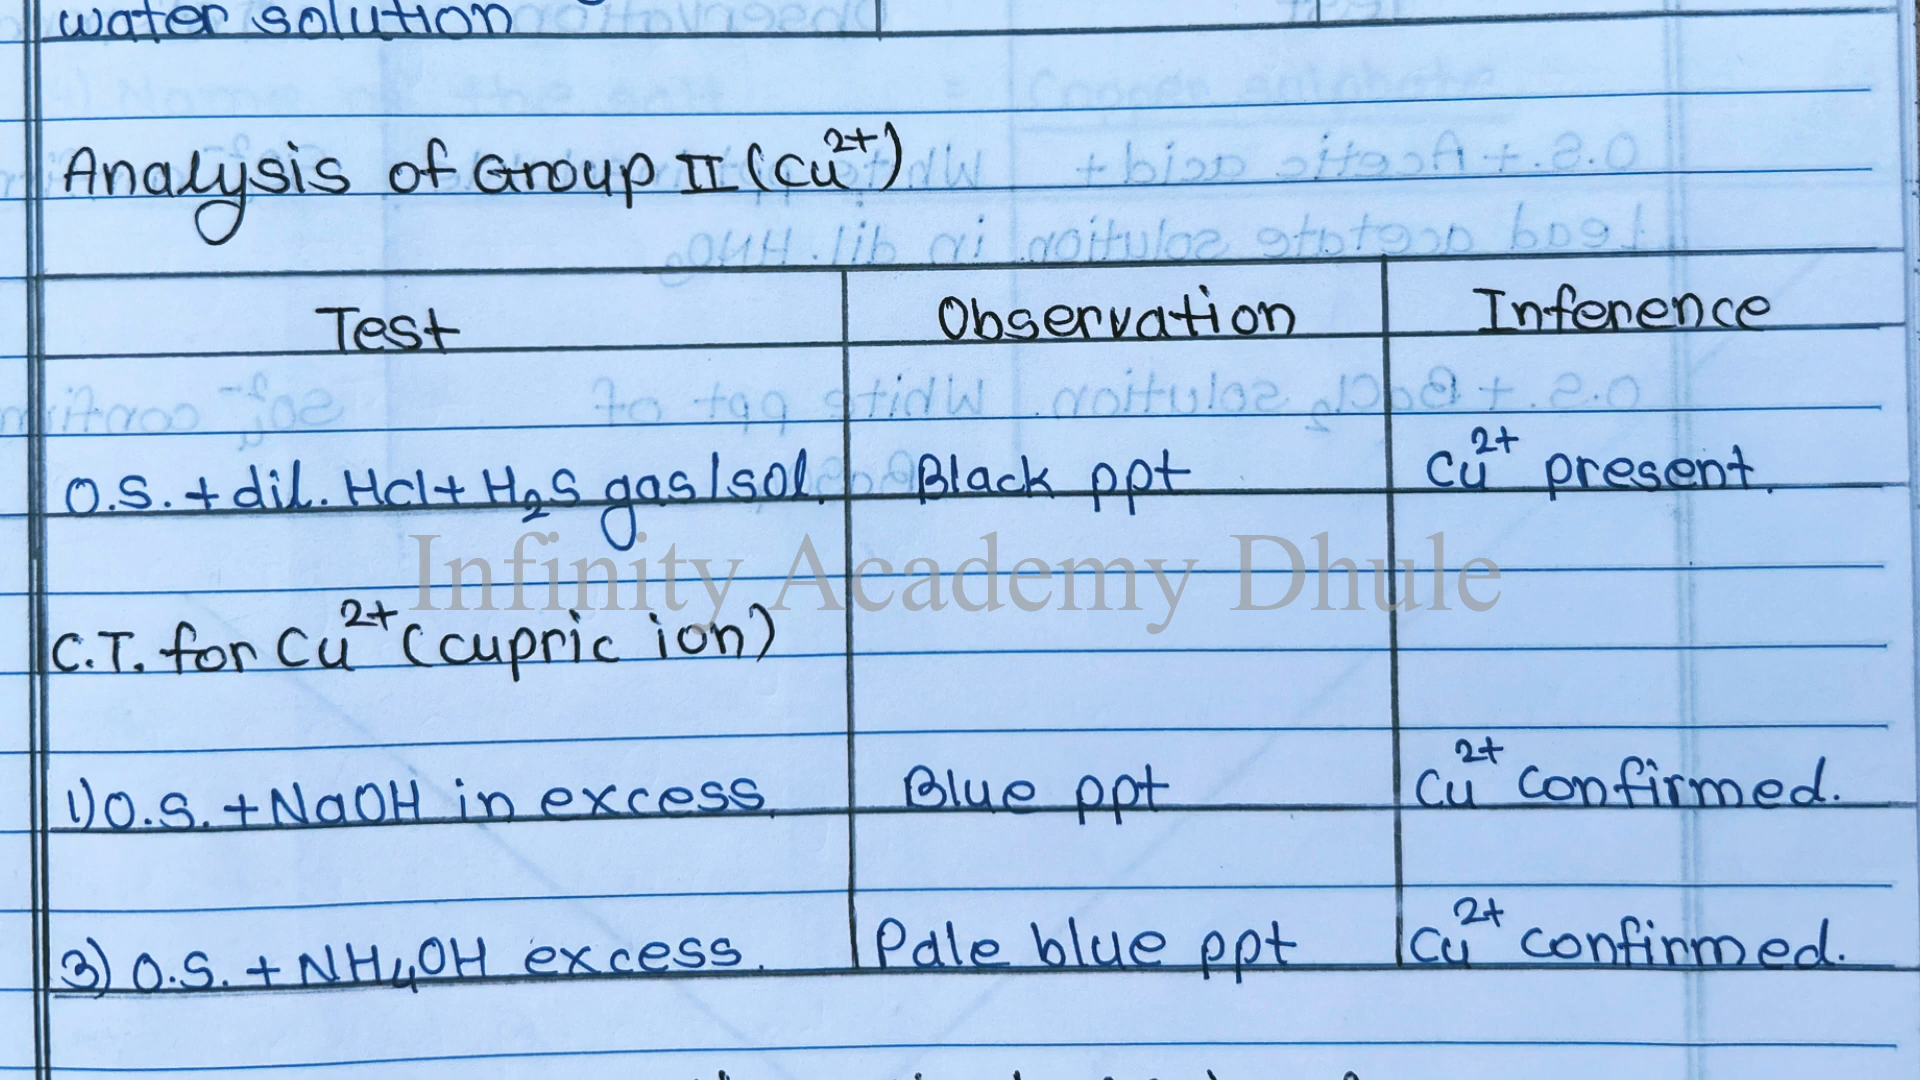 water solution
Analysis of Group II (Cu²⁺)
Test Observation Inference
O.S. + dil. HCl + H₂S gas/sol. Black ppt Cu²⁺ present.
Infinity Academy Dhule
C.T. for Cu²⁺ (cupric ion)
1) O.S. + NaOH in excess. Blue ppt Cu²⁺ confirmed.
3) O.S. + NH₄OH excess. Pale blue ppt Cu²⁺ confirmed.